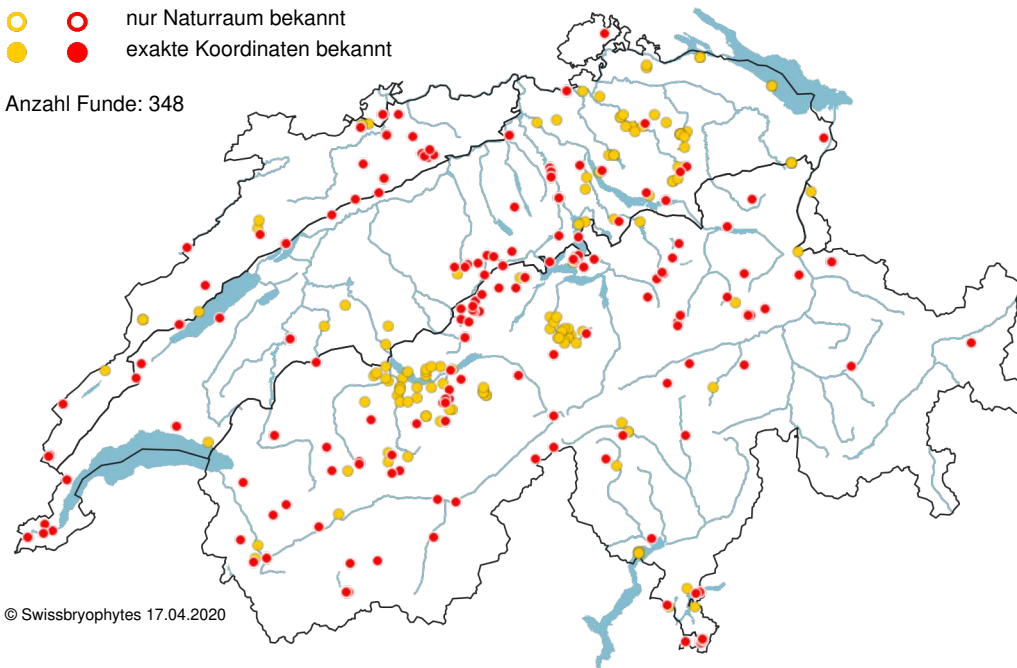 nur Naturraum bekannt
exakte Koordinaten bekannt
Anzahl Funde: 348
© Swissbryophytes 17.04.2020